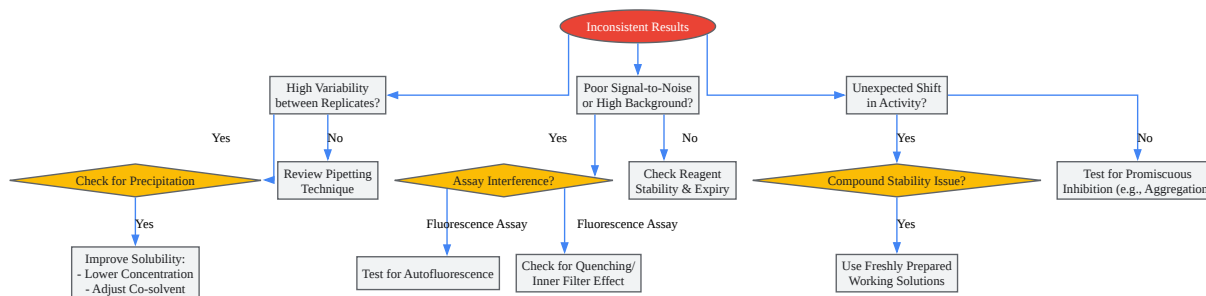 Inconsistent Results
High Variability
between Replicates?
Poor Signal-to-Noise
or High Background?
Unexpected Shift
in Activity?
Yes
No
Yes
No
Yes
No
Check for Precipitation
Review Pipetting
Technique
Assay Interference?
Check Reagent
Stability & Expiry
Compound Stability Issue?
Test for Promiscuous
Inhibition (e.g., Aggregation
Yes
Fluorescence Assay
Fluorescence Assay
Yes
Improve Solubility:
- Lower Concentration
- Adjust Co-solvent
Test for Autofluorescence
Check for Quenching/
Inner Filter Effect
Use Freshly Prepared
Working Solutions